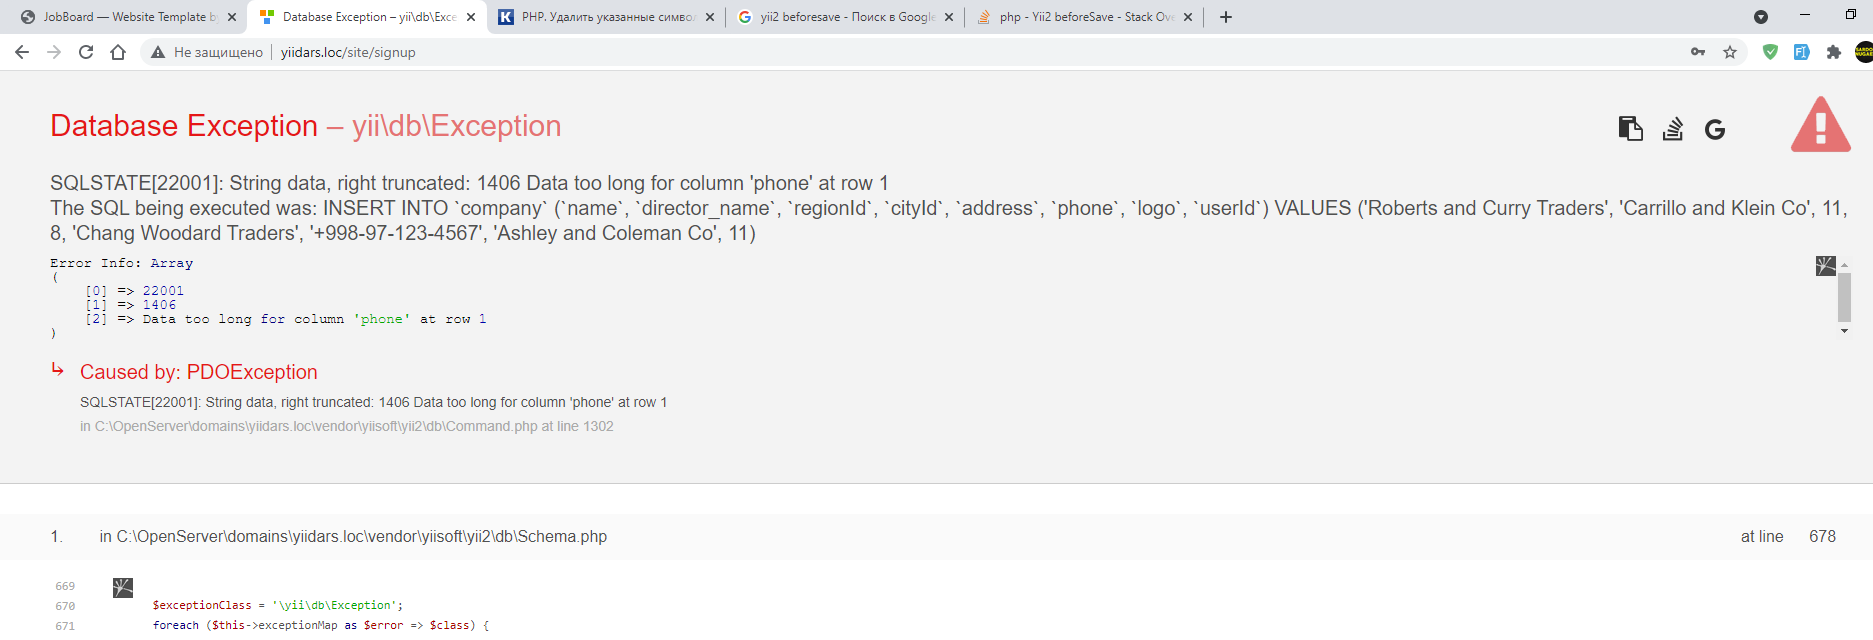 JobBoard — Website Template by
Database Exception – yii\db\Exce
PHP. Удалить указанные символ
yii2 beforesave - Поиск в Google
php - Yii2 beforeSave - Stack Ove
Не защищено
yiidars.loc/site/signup
Database Exception – yii\db\Exception
SQLSTATE[22001]: String data, right truncated: 1406 Data too long for column 'phone' at row 1
The SQL being executed was: INSERT INTO `company` (`name`, `director_name`, `regionId`, `cityId`, `address`, `phone`, `logo`, `userId`) VALUES ('Roberts and Curry Traders', 'Carrillo and Klein Co', 11,
8, 'Chang Woodard Traders', '+998-97-123-4567', 'Ashley and Coleman Co', 11)
Error Info: Array
(
[0] => 22001
[1] => 1406
[2] => Data too long for column 'phone' at row 1
)
Caused by: PDOException
SQLSTATE[22001]: String data, right truncated: 1406 Data too long for column 'phone' at row 1
in C:\OpenServer\domains\yiidars.loc\vendor\yiisoft\yii2\db\Command.php at line 1302
1. in C:\OpenServer\domains\yiidars.loc\vendor\yiisoft\yii2\db\Schema.php at line 678
669
670 $exceptionClass = '\yii\db\Exception';
671 foreach ($this->exceptionMap as $error => $class) {